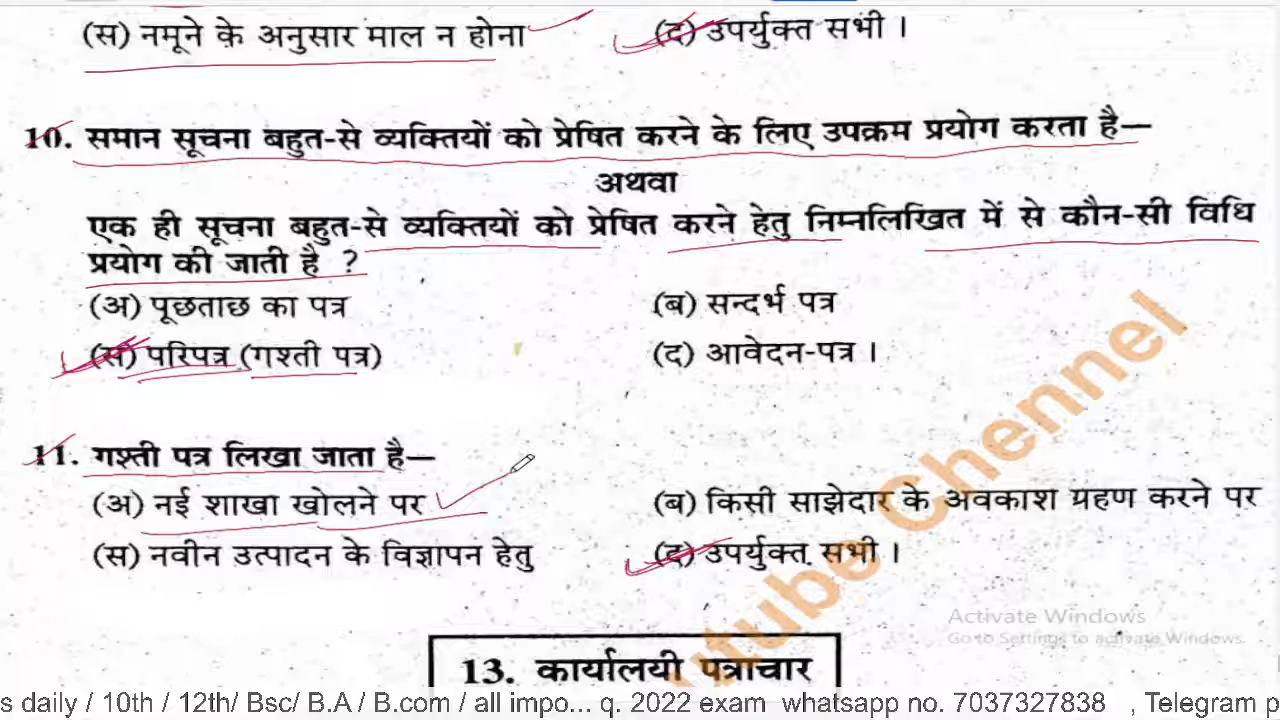 (स) नमूने के अनुसार माल न होना (द) उपर्युक्त सभी ।
10. समान सूचना बहुत-से व्यक्तियों को प्रेषित करने के लिए उपक्रम प्रयोग करता है—
अथवा
एक ही सूचना बहुत-से व्यक्तियों को प्रेषित करने हेतु निम्नलिखित में से कौन-सी विधि
प्रयोग की जाती है ?
(अ) पूछताछ का पत्र (ब) सन्दर्भ पत्र
(स) परिपत्र (गश्ती पत्र) (द) आवेदन-पत्र ।
11. गश्ती पत्र लिखा जाता है—
(अ) नई शाखा खोलने पर (ब) किसी साझेदार के अवकाश ग्रहण करने पर
(स) नवीन उत्पादन के विज्ञापन हेतु (द) उपर्युक्त सभी ।
utube Chennel
Activate Windows
Go to Settings to activate Windows.
13. कार्यालयी पत्राचार
s daily / 10th / 12th/ Bsc/ B.A / B.com / all impo... q. 2022 exam whatsapp no. 7037327838 , Telegram p